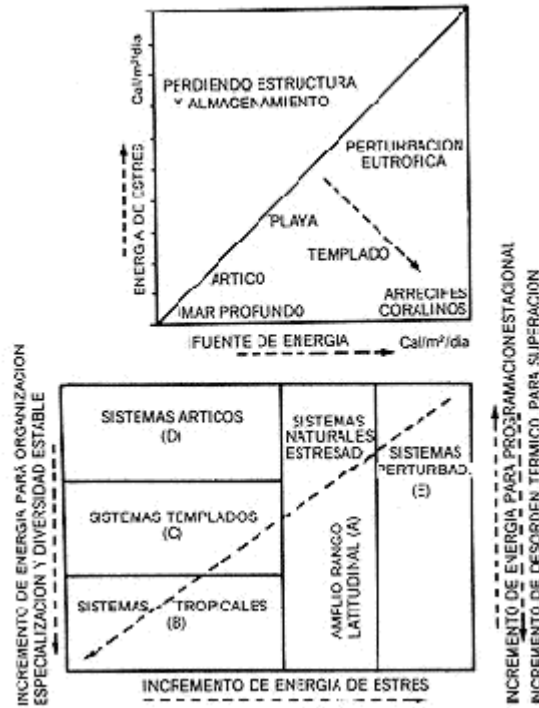 Cal/m²/dia
ENERGIA DE ESTRES
PERDIENDO ESTRUCTURA
Y ALMACENAMIENTO
PERTURBACION
EUTROFICA
PLAYA
TEMPLADO
ARTICO
MAR PROFUNDO
ARRECIFES
CORALINOS
FUENTE DE ENERGIA
Cal/m²/dia
INCREMENTO DE ENERGIA PARA ORGANIZACION
ESPECIALIZACION Y DIVERSIDAD ESTABLE
SISTEMAS ARTICOS
(D)
SISTEMAS TEMPLADOS
(C)
SISTEMAS TROPICALES
(B)
SISTEMAS
NATURALES
ESTRESAD.
AMPLIO RANGO
LATITUDINAL (A)
SISTEMAS
PERTURBAD.
(E)
INCREMENTO DE ENERGIA DE ESTRES
INCREMENTO DE ENERGIA PARA PROGRAMACION ESTACIONAL
INCREMENTO DE DESORDEN TERMICO PARA SUPERACION